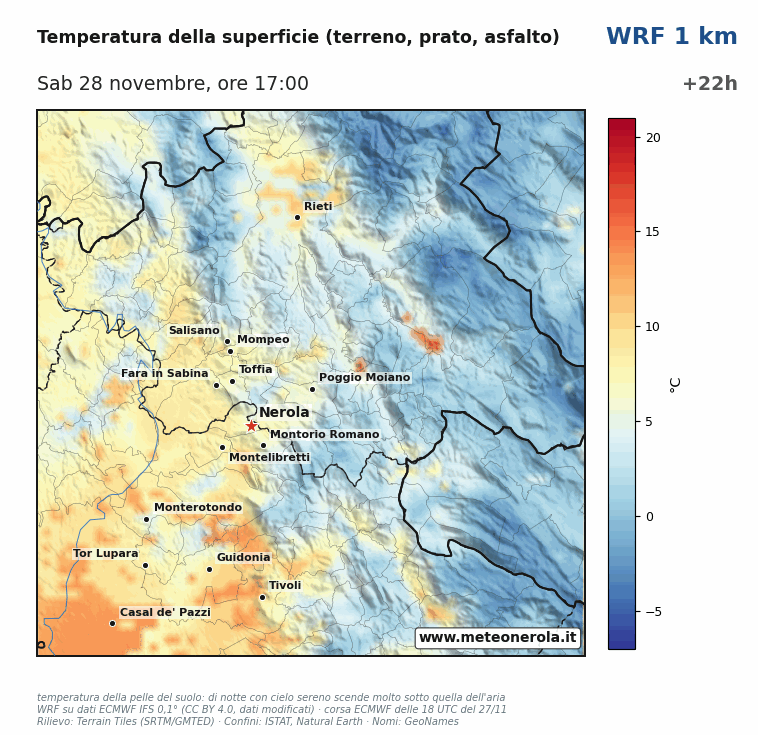 Temperatura della superficie (terreno, prato, asfalto)
WRF 1 km
Sab 28 novembre, ore 17:00
+22h
Rieti
Salisano
Mompeo
Fara in Sabina
Toffia
Poggio Moiano
Nerola
Montorio Romano
Montelibretti
Monterotondo
Tor Lupara
Guidonia
Tivoli
Casal de' Pazzi
www.meteonerola.it
20
15
10
5
0
−5
°C
temperatura della pelle del suolo: di notte con cielo sereno scende molto sotto quella dell'aria
WRF su dati ECMWF IFS 0,1° (CC BY 4.0, dati modificati) · corsa ECMWF delle 18 UTC del 27/11
Rilievo: Terrain Tiles (SRTM/GMTED) · Confini: ISTAT, Natural Earth · Nomi: GeoNames